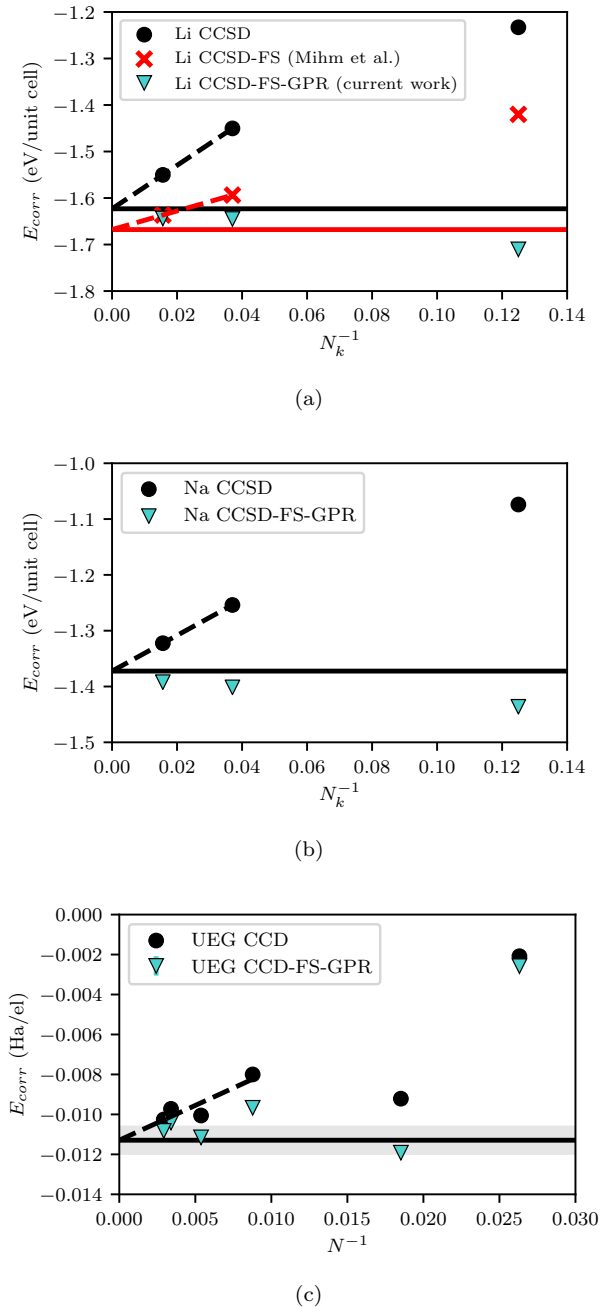 −1.2
−1.3
−1.4
−1.5
−1.6
−1.7
−1.8
E_corr (eV/unit cell)
Li CCSD
Li CCSD-FS (Mihm et al.)
Li CCSD-FS-GPR (current work)
0.00 0.02 0.04 0.06 0.08 0.10 0.12 0.14
N_k^−1
(a)
−1.0
−1.1
−1.2
−1.3
−1.4
−1.5
E_corr (eV/unit cell)
Na CCSD
Na CCSD-FS-GPR
0.00 0.02 0.04 0.06 0.08 0.10 0.12 0.14
N_k^−1
(b)
0.000
−0.002
−0.004
−0.006
−0.008
−0.010
−0.012
−0.014
E_corr (Ha/el)
UEG CCD
UEG CCD-FS-GPR
0.000 0.005 0.010 0.015 0.020 0.025 0.030
N^−1
(c)